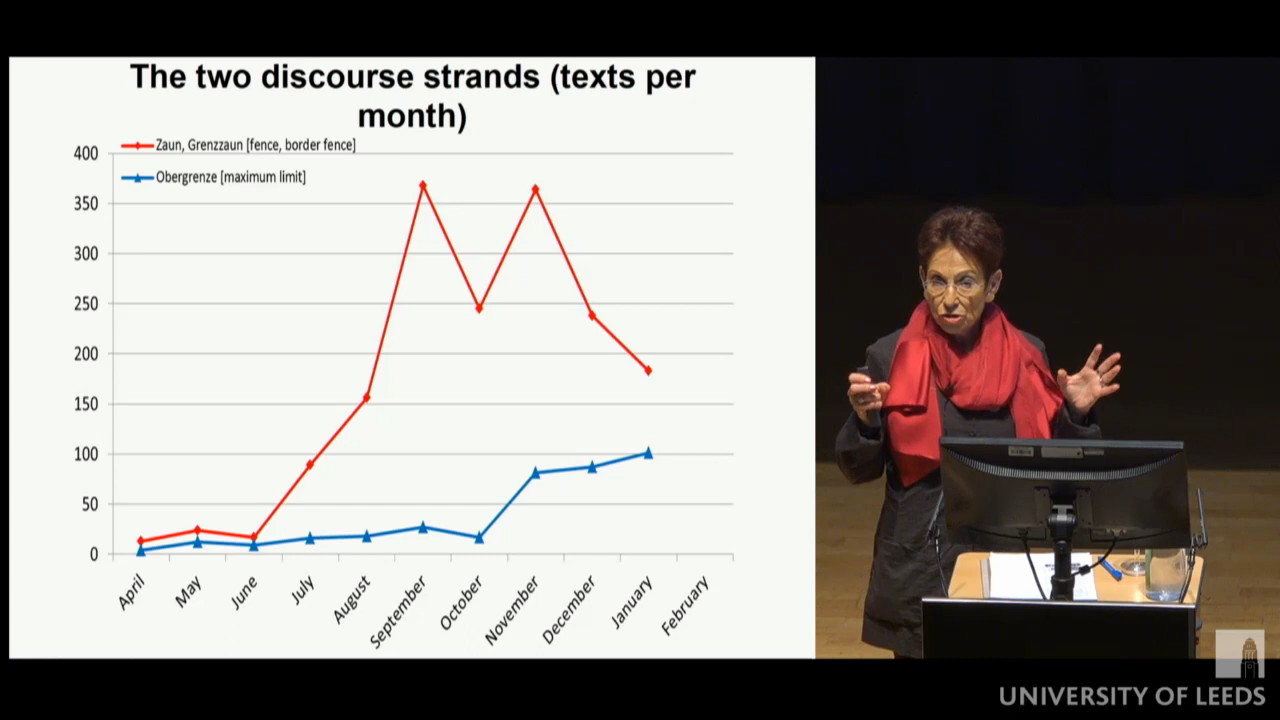 The two discourse strands (texts per
month)
Zaun, Grenzzaun [fence, border fence]
Obergrenze [maximum limit]
400
350
300
250
200
150
100
50
0
April
May
June
July
August
September
October
November
December
January
February
UNIVERSITY OF LEEDS